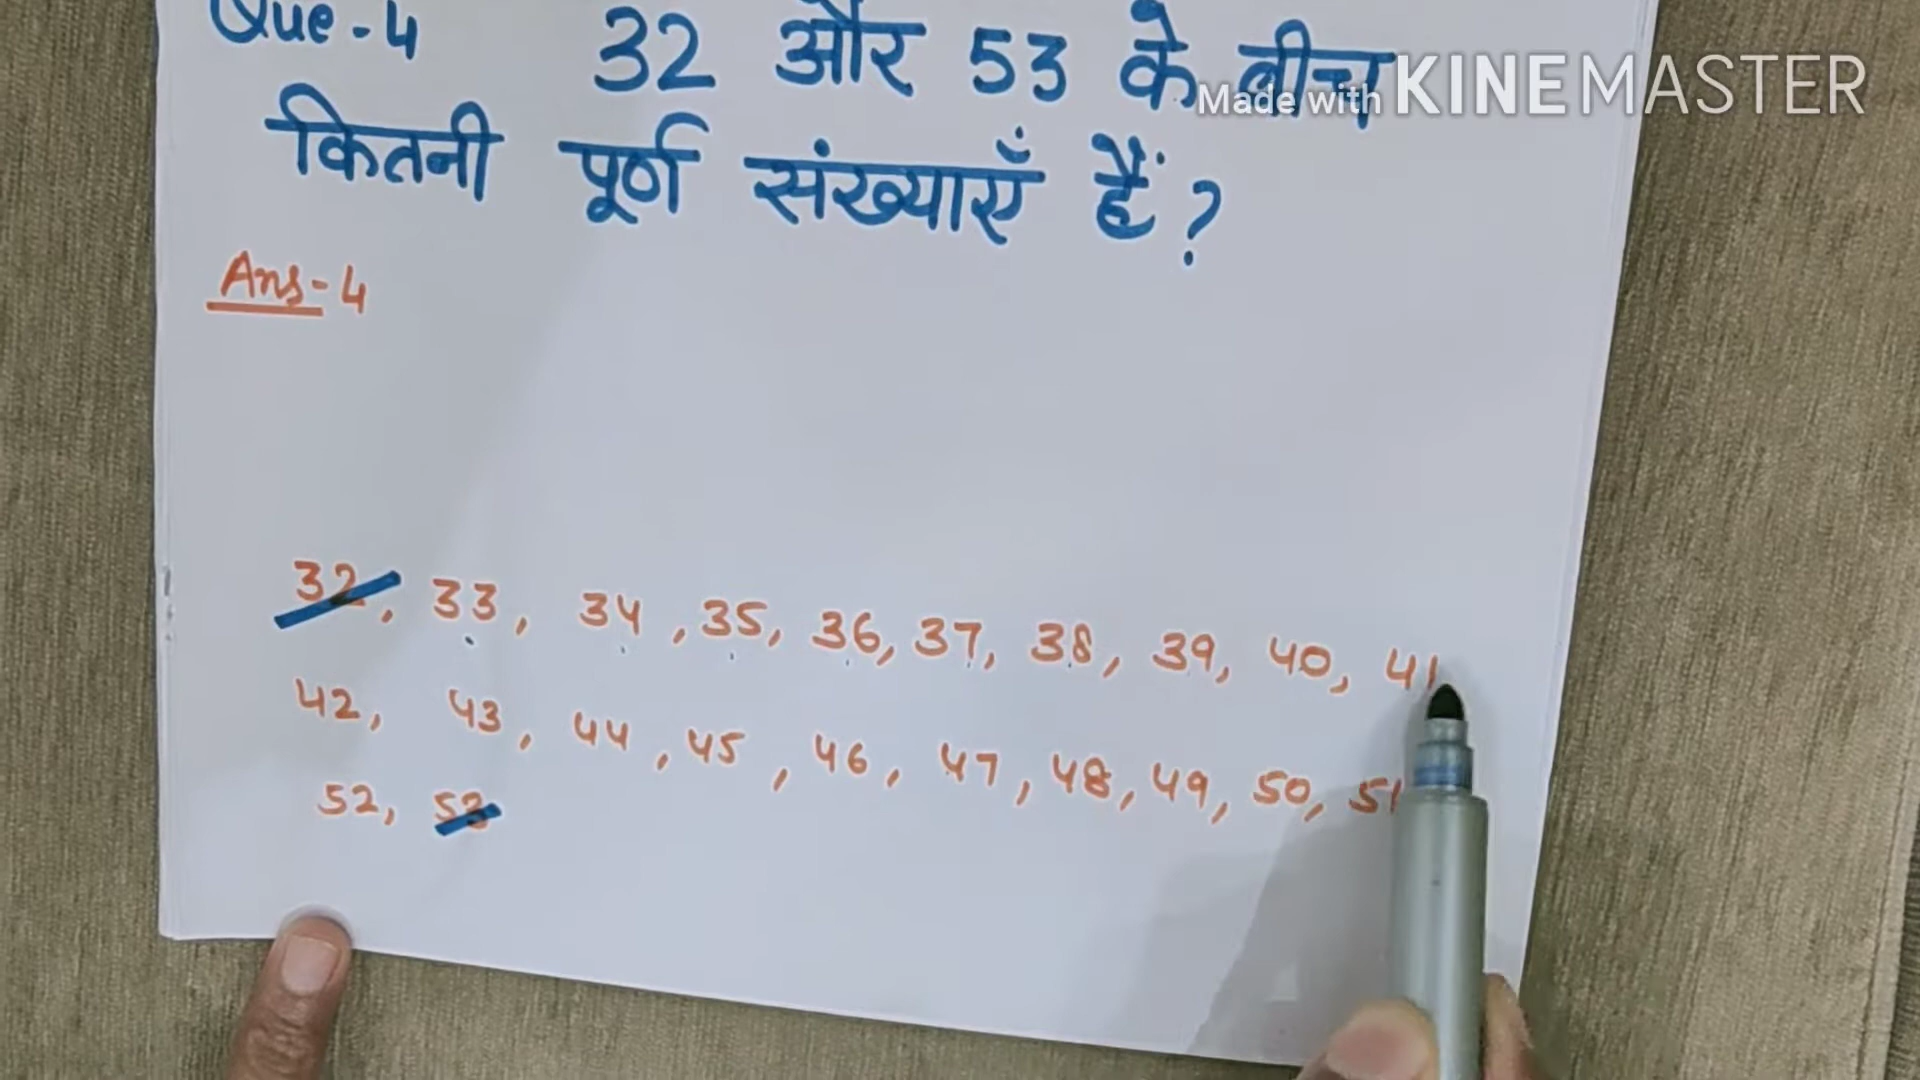 Que-4 32 और 53 के बीच
Made with KINEMASTER
कितनी पूर्ण संख्याएँ हैं ?
Ans-4
32, 33, 34, 35, 36, 37, 38, 39, 40, 41
42, 43, 44, 45, 46, 47, 48, 49, 50, 51
52, 53